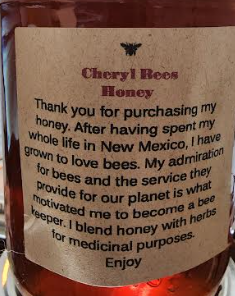 Cheryl Bees
Honey
Thank you for purchasing my
honey. After having spent my
whole life in New Mexico, I have
grown to love bees. My admiration
for bees and the service they
provide for our planet is what
motivated me to become a bee
keeper. I blend honey with herbs
for medicinal purposes.
Enjoy